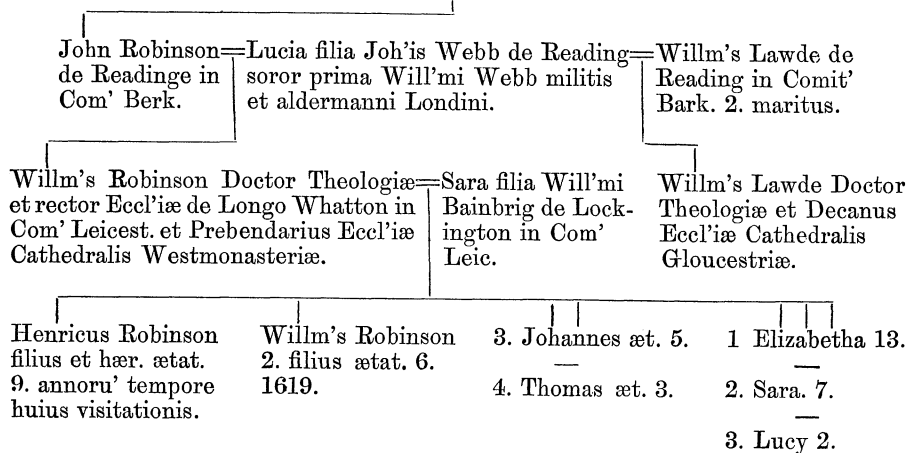 John Robinson=Lucia filia Joh'is Webb de Reading=Willm's Lawde de
de Readinge in soror prima Will'mi Webb militis Reading in Comit'
Com' Berk. et aldermanni Londini. Bark. 2. maritus.
Willm's Robinson Doctor Theologiæ=Sara filia Will'mi Willm's Lawde Doctor
et rector Eccl'iæ de Longo Whatton in Bainbrig de Lock- Theologiæ et Decanus
Com' Leicest. et Prebendarius Eccl'iæ ington in Com' Eccl'iæ Cathedralis
Cathedralis Westmonasteriæ. Leic. Gloucestriæ.
Henricus Robinson Willm's Robinson 3. Johannes æt. 5. 1 Elizabetha 13.
filius et hær. ætat. 2. filius ætat. 6. —
9. annoru' tempore 1619. 4. Thomas æt. 3. 2. Sara. 7.
huius visitationis. —
3. Lucy 2.